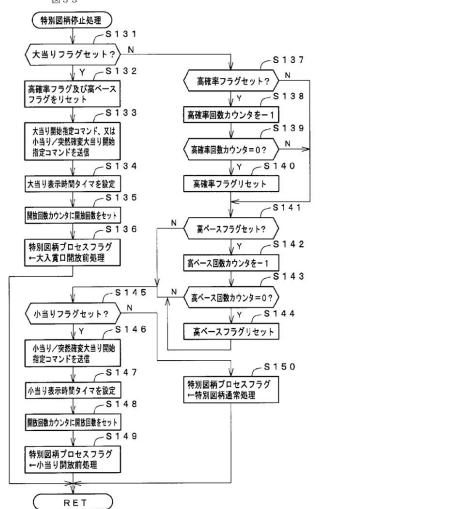 特別図柄停止処理
S131
大当りフラグセット？
N
Y
S132
高確率フラグ及び高ベース
フラグをリセット
S133
大当り開始指定コマンド、又は
小当り/突然確変大当り開始
指定コマンドを送信
S134
大当り表示時間タイマを設定
S135
開放回数カウンタに開放回数をセット
S136
特別図柄プロセスフラグ
←大入賞口開放前処理
S137
高確率フラグセット？
N
Y
S138
高確率回数カウンタを−1
S139
高確率回数カウンタ＝0？
N
Y
S140
高確率フラグリセット
S141
高ベースフラグセット？
N
Y
S142
高ベース回数カウンタを−1
S143
高ベース回数カウンタ＝0？
N
Y
S144
高ベースフラグリセット
S145
小当りフラグセット？
N
Y
S146
小当り/突然確変大当り開始
指定コマンドを送信
S147
小当り表示時間タイマを設定
S148
開放回数カウンタに開放回数をセット
S149
特別図柄プロセスフラグ
←小当り開放前処理
S150
特別図柄プロセスフラグ
←特別図柄通常処理
RET